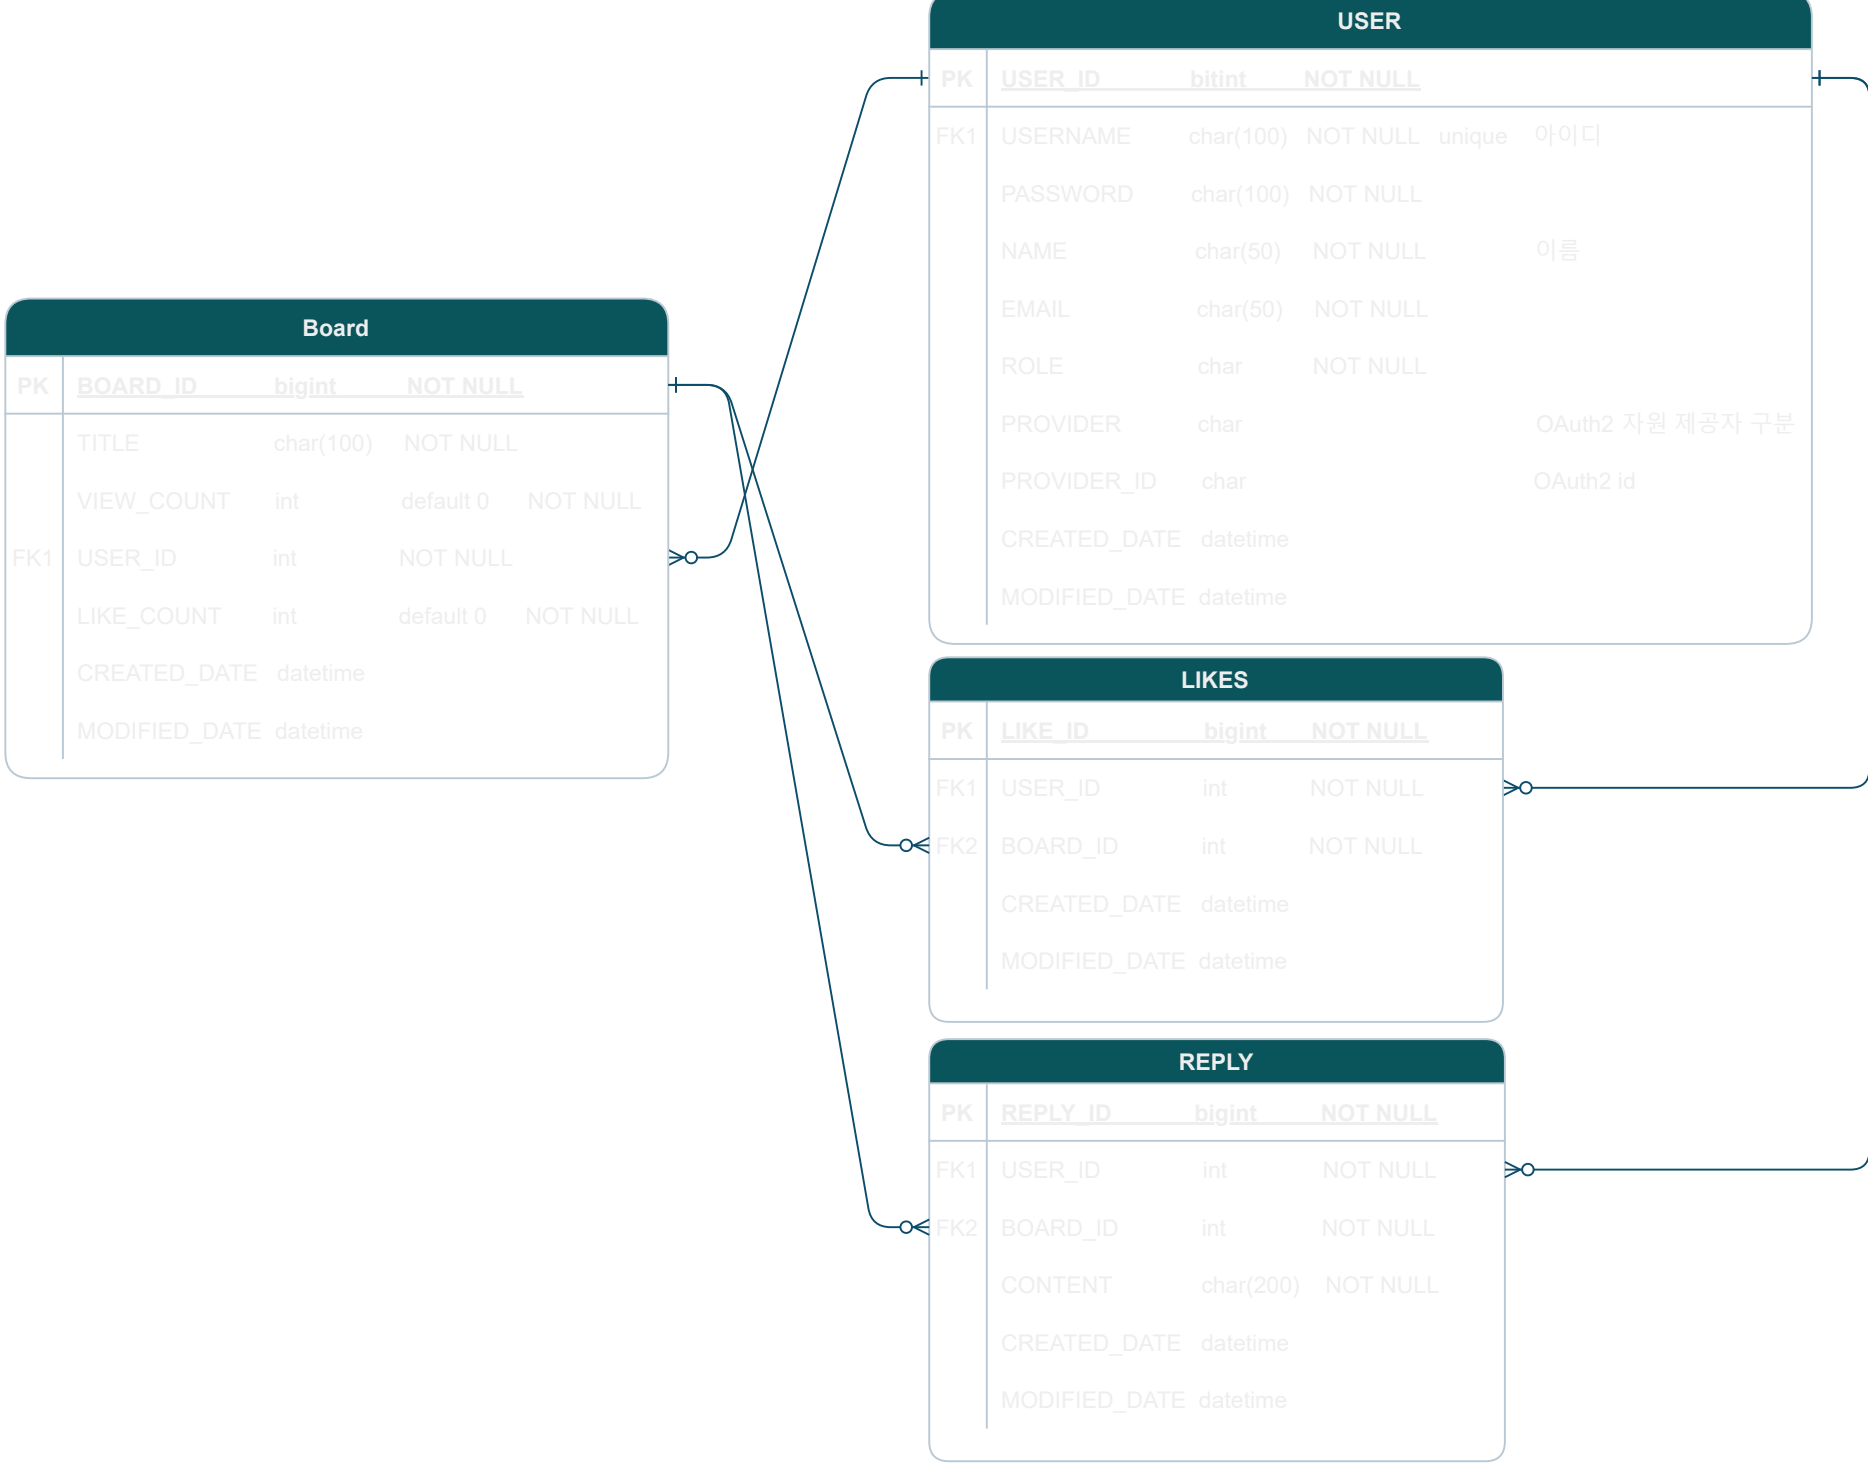 USER
PK USER_ID bitint NOT NULL
FK1 USERNAME char(100) NOT NULL unique 아이디
PASSWORD char(100) NOT NULL
NAME char(50) NOT NULL 이름
EMAIL char(50) NOT NULL
ROLE char NOT NULL
PROVIDER char OAuth2 자원 제공자 구분
PROVIDER_ID char OAuth2 id
CREATED_DATE datetime
MODIFIED_DATE datetime
Board
PK BOARD_ID bigint NOT NULL
TITLE char(100) NOT NULL
VIEW_COUNT int default 0 NOT NULL
FK1 USER_ID int NOT NULL
LIKE_COUNT int default 0 NOT NULL
CREATED_DATE datetime
MODIFIED_DATE datetime
LIKES
PK LIKE_ID bigint NOT NULL
FK1 USER_ID int NOT NULL
FK2 BOARD_ID int NOT NULL
CREATED_DATE datetime
MODIFIED_DATE datetime
REPLY
PK REPLY_ID bigint NOT NULL
FK1 USER_ID int NOT NULL
FK2 BOARD_ID int NOT NULL
CONTENT char(200) NOT NULL
CREATED_DATE datetime
MODIFIED_DATE datetime